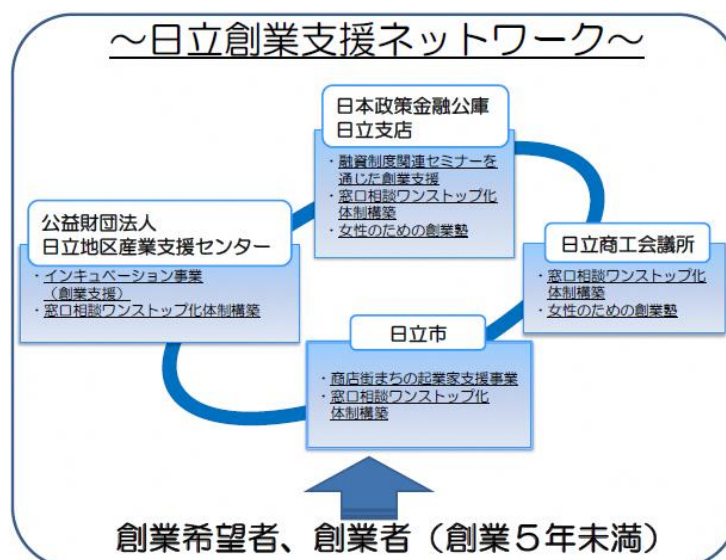 ～日立創業支援ネットワーク～
日本政策金融公庫
日立支店
・融資制度関連セミナーを
通じた創業支援
・窓口相談ワンストップ化
体制構築
・女性のための創業塾
公益財団法人
日立地区産業支援センター
・インキュベーション事業
（創業支援）
・窓口相談ワンストップ化体制構築
日立商工会議所
・窓口相談ワンストップ化
体制構築
・女性のための創業塾
日立市
・商店街まちの起業家支援事業
・窓口相談ワンストップ化
体制構築
創業希望者、創業者（創業５年未満）